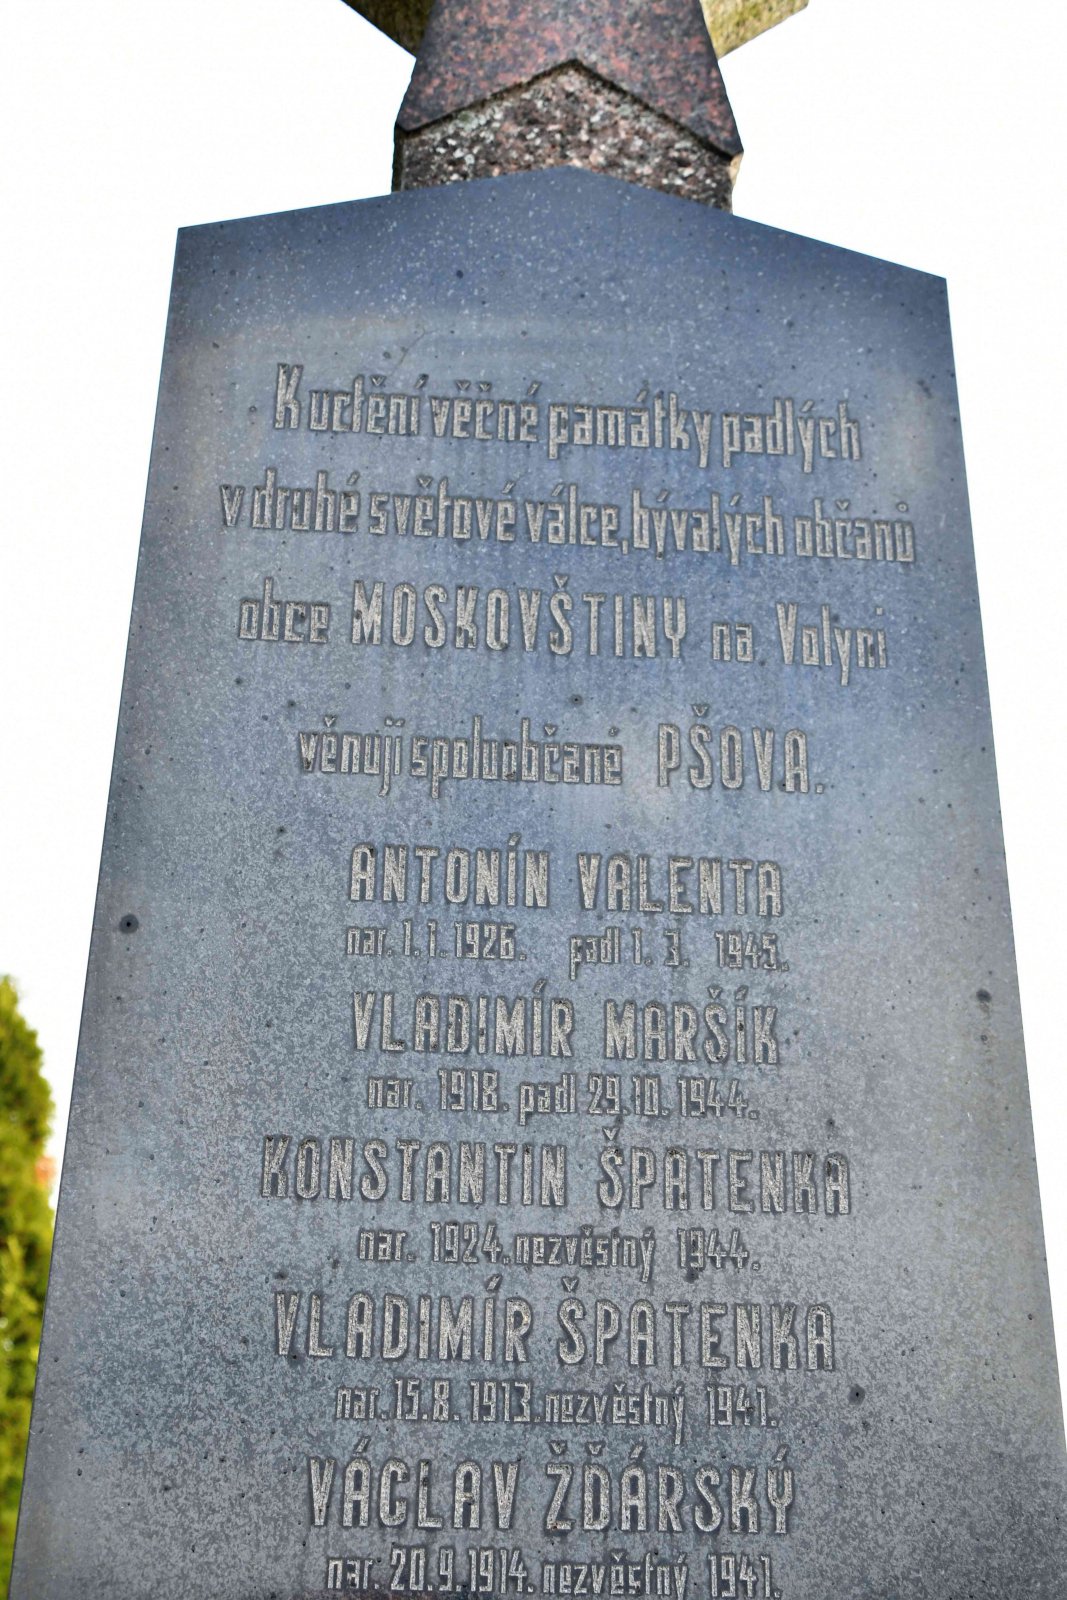 K uctění věčné památky padlých
v druhé světové válce, bývalých občanů
obce MOSKOVŠTINY na Volyni
věnují spoluobčané PŠOVA.
ANTONÍN VALENTA
nar. 1. 1. 1926. padl 1. 3. 1945.
VLADIMÍR MARŠÍK
nar. 1918. padl 29.10. 1944.
KONSTANTIN ŠPATENKA
nar. 1924. nezvěstný 1944.
VLADIMÍR ŠPATENKA
nar. 15.8. 1913. nezvěstný 1941.
VÁCLAV ŽĎÁRSKÝ
nar. 20.9.1914. nezvěstný 1941.